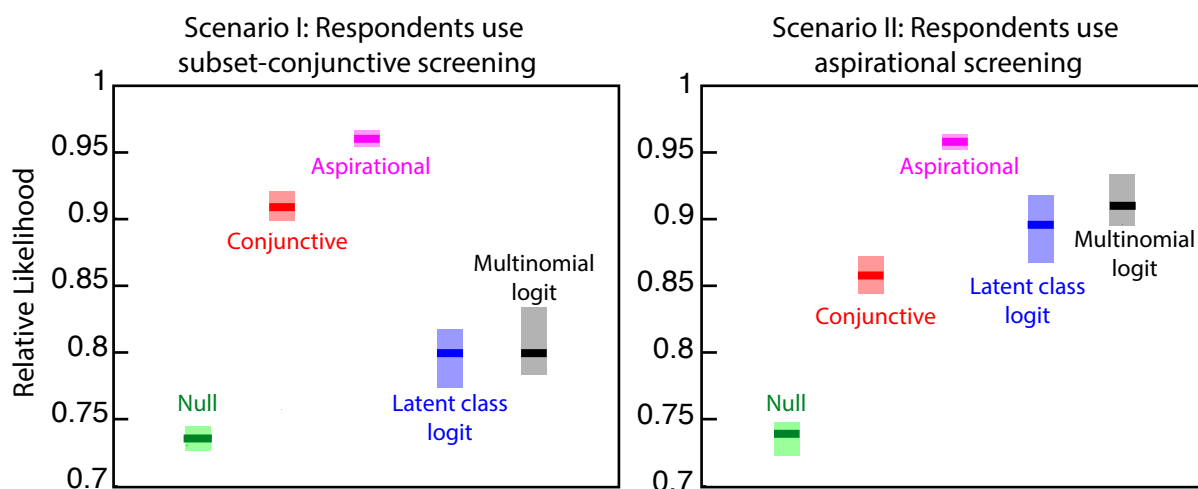 Scenario I: Respondents use
subset-conjunctive screening
Relative Likelihood
1
0.95
0.9
0.85
0.8
0.75
0.7
Aspirational
Conjunctive
Multinomial
logit
Null
Latent class
logit
Scenario II: Respondents use
aspirational screening
1
0.95
0.9
0.85
0.8
0.75
0.7
Aspirational
Multinomial
logit
Latent class
logit
Conjunctive
Null